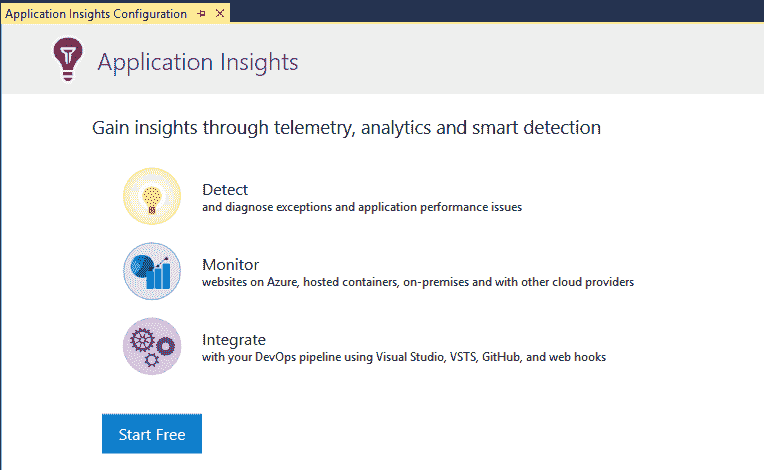 Application Insights Configuration
Application Insights
Gain insights through telemetry, analytics and smart detection
Detect
and diagnose exceptions and application performance issues
Monitor
websites on Azure, hosted containers, on-premises and with other cloud providers
Integrate
with your DevOps pipeline using Visual Studio, VSTS, GitHub, and web hooks
Start Free